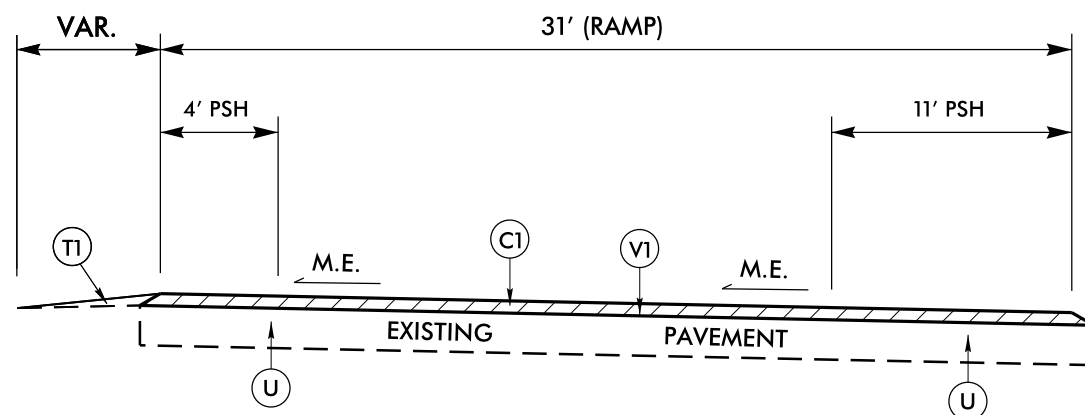 VAR.
31' (RAMP)
4' PSH
11' PSH
T1
C1
V1
M.E.
M.E.
EXISTING PAVEMENT
U
U